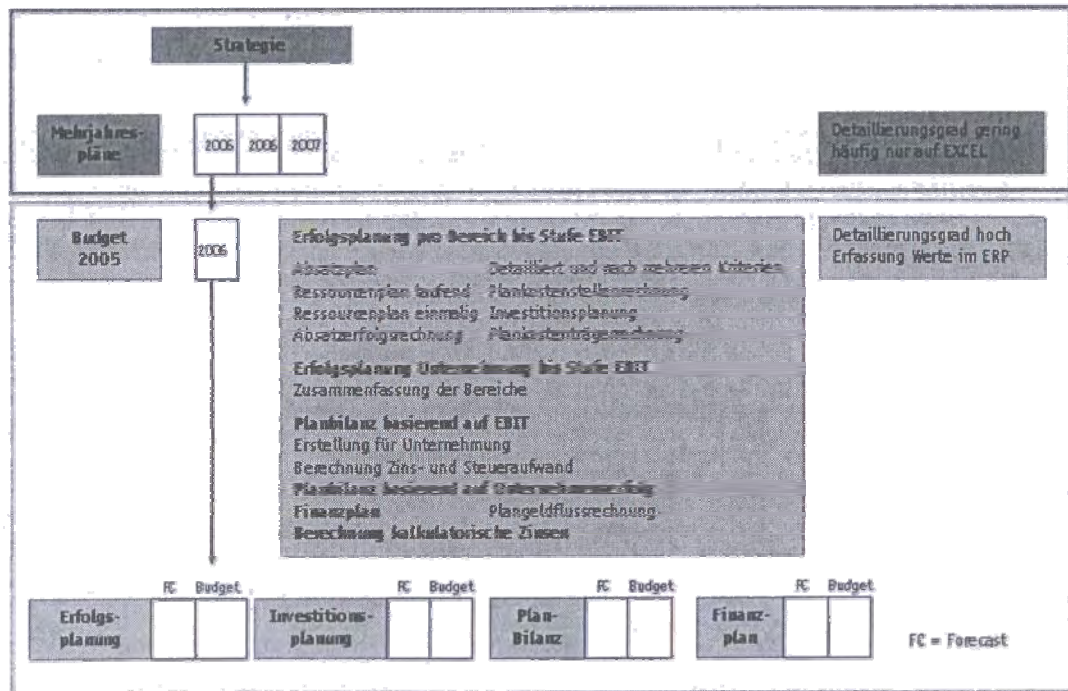 Strategie
Mehrjahres-
pläne
2006 2006 2007
Detaillierungsgrad gering
häufig nur auf EXCEL
Budget
2005
2006
Erfolgsplanung pro Bereich bis Stufe EBIT
Absatzplan Detailliert und nach mehreren Kriterien
Ressourcenplan laufend Plankostenstellenrechnung
Ressourcenplan einmalig Investitionsplanung
Absatzerfolgsrechnung Plankostenträgerrechnung
Erfolgsplanung Unternehmung bis Stufe EBIT
Zusammenfassung der Bereiche
Planbilanz basierend auf EBIT
Erstellung für Unternehmung
Berechnung Zins- und Steueraufwand
Planbilanz basierend auf Unternehmenserfolg
Finanzplan Plangeldflussrechnung
Berechnung kalkulatorische Zinsen
Detaillierungsgrad hoch
Erfassung Werte im ERP
FC Budget
Erfolgs-
planung
FC Budget
Investitions-
planung
FC Budget
Plan-
Bilanz
FC Budget
Finanz-
plan
FC = Forecast